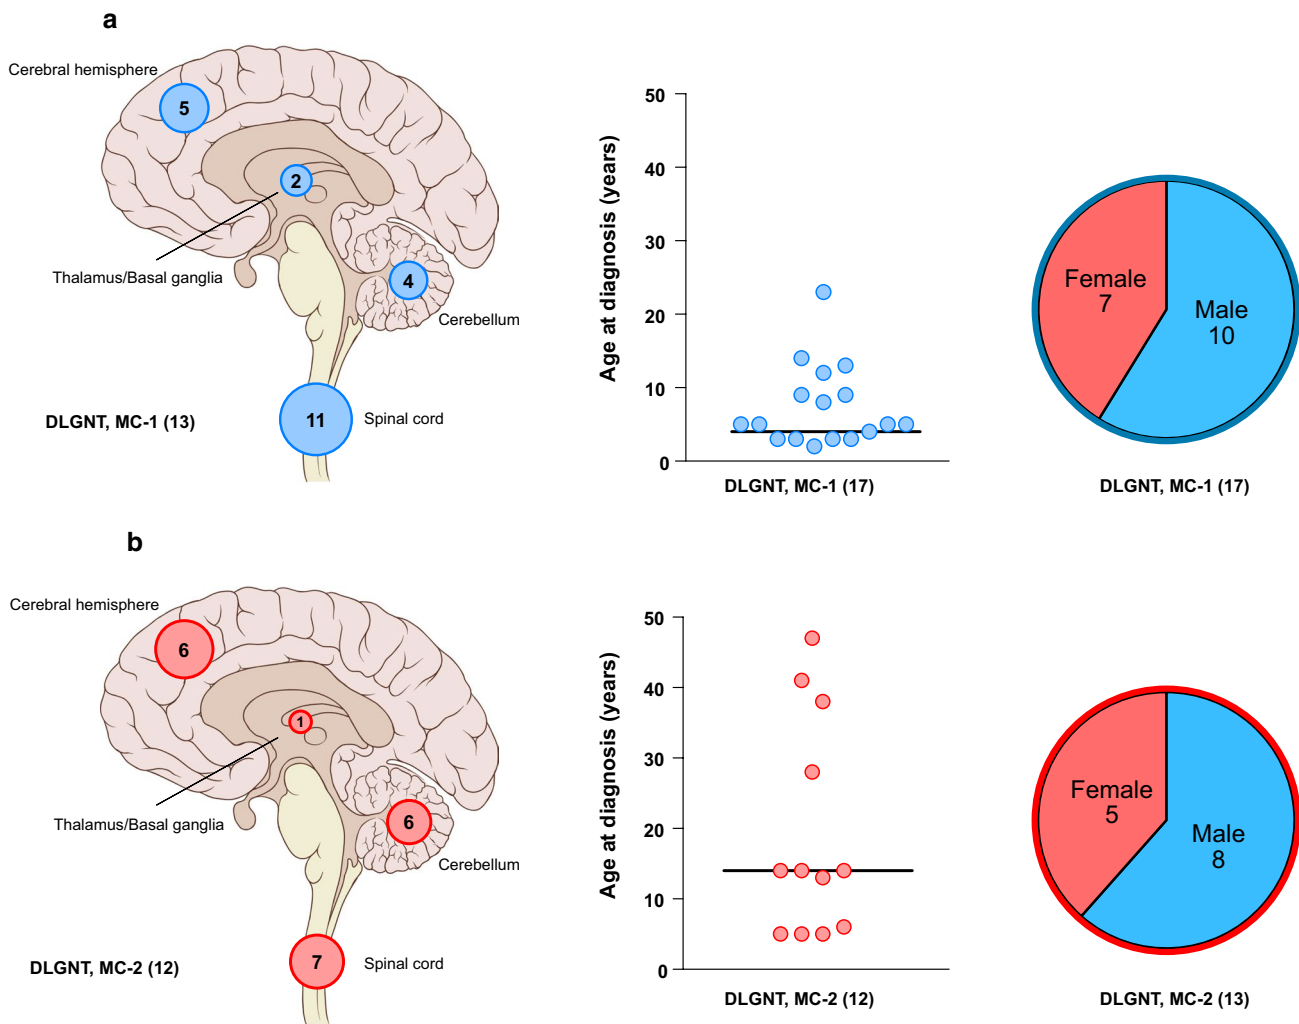 a
Cerebral hemisphere
5
2
Thalamus/Basal ganglia
4
Cerebellum
11
Spinal cord
DLGNT, MC-1 (13)
Age at diagnosis (years)
50
40
30
20
10
0
DLGNT, MC-1 (17)
Female
7
Male
10
DLGNT, MC-1 (17)
b
Cerebral hemisphere
6
1
Thalamus/Basal ganglia
6
Cerebellum
7
Spinal cord
DLGNT, MC-2 (12)
Age at diagnosis (years)
50
40
30
20
10
0
DLGNT, MC-2 (12)
Female
5
Male
8
DLGNT, MC-2 (13)